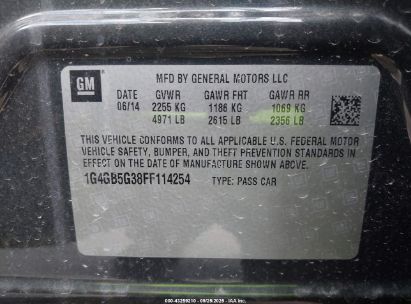 GM
MFD BY GENERAL MOTORS LLC
DATE GVWR GAWR FRT GAWR RR
06/14 2255 KG 1186 KG 1069 KG
4971 LB 2615 LB 2356 LB
THIS VEHICLE CONFORMS TO ALL APPLICABLE U.S. FEDERAL MOTOR
VEHICLE SAFETY, BUMPER, AND THEFT PREVENTION STANDARDS IN
EFFECT ON THE DATE OF MANUFACTURE SHOWN ABOVE.
1G4GB5G38FF114254 TYPE: PASS CAR